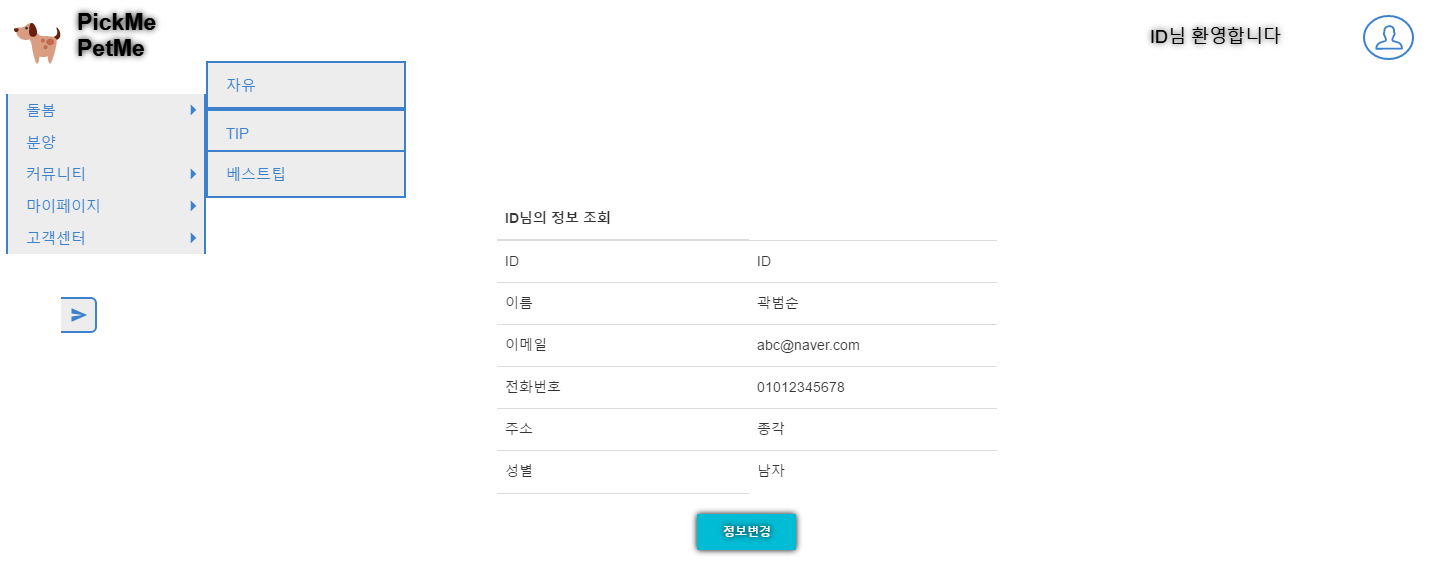 PickMe
PetMe
ID님 환영합니다
자유
TIP
베스트팁
돌봄
분양
커뮤니티
마이페이지
고객센터
ID님의 정보 조회
ID ID
이름 곽범순
이메일 abc@naver.com
전화번호 01012345678
주소 종각
성별 남자
정보변경